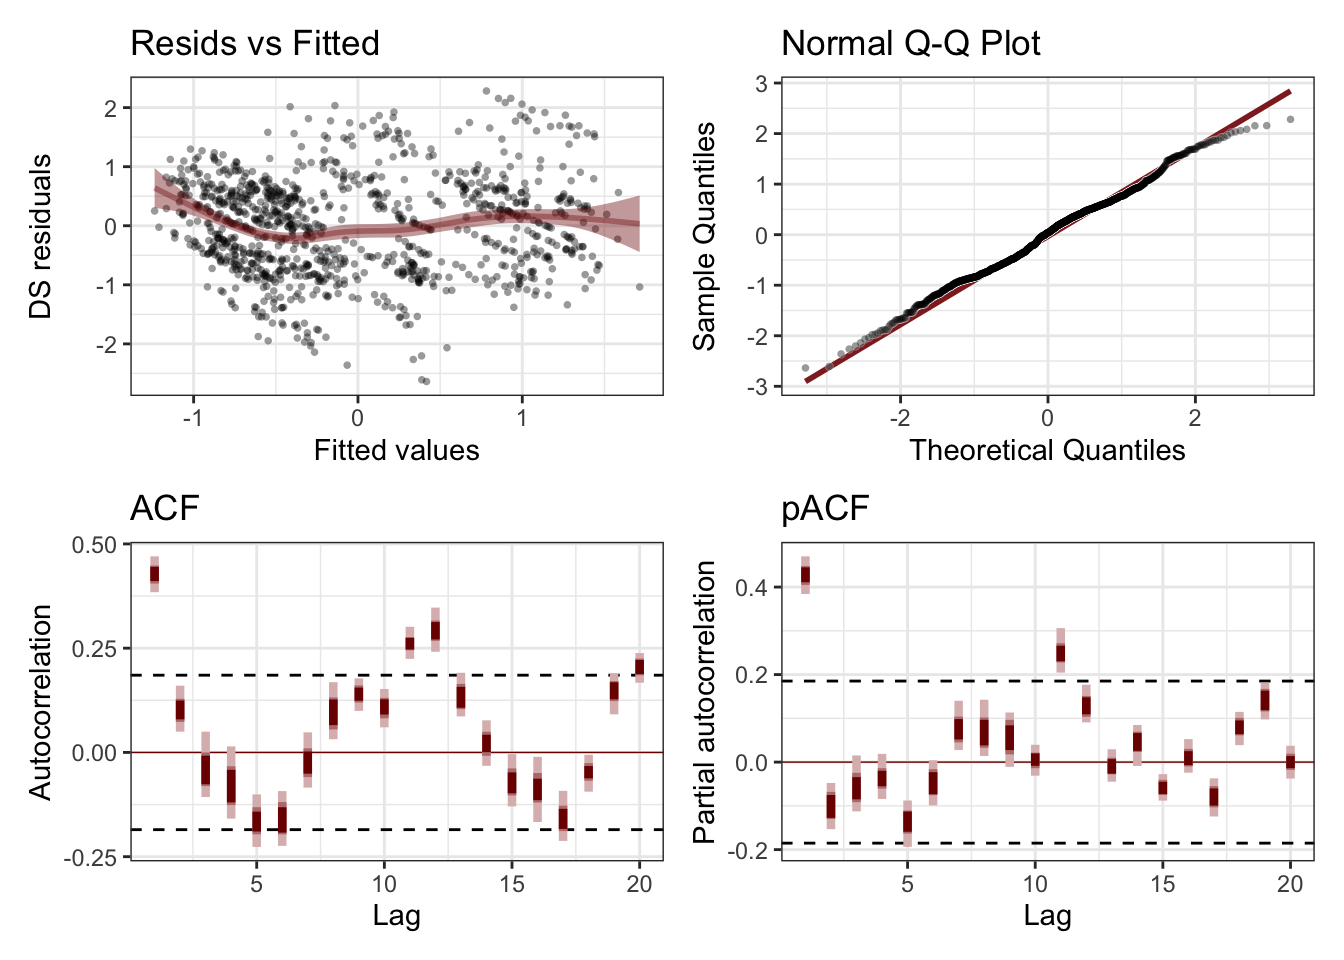 Resids vs Fitted
DS residuals
2
1
0
-1
-2
-1 0 1
Fitted values
Normal Q-Q Plot
Sample Quantiles
3
2
1
0
-1
-2
-3
-2 0 2
Theoretical Quantiles
ACF
Autocorrelation
0.50
0.25
0.00
-0.25
5 10 15 20
Lag
pACF
Partial autocorrelation
0.4
0.2
0.0
-0.2
5 10 15 20
Lag